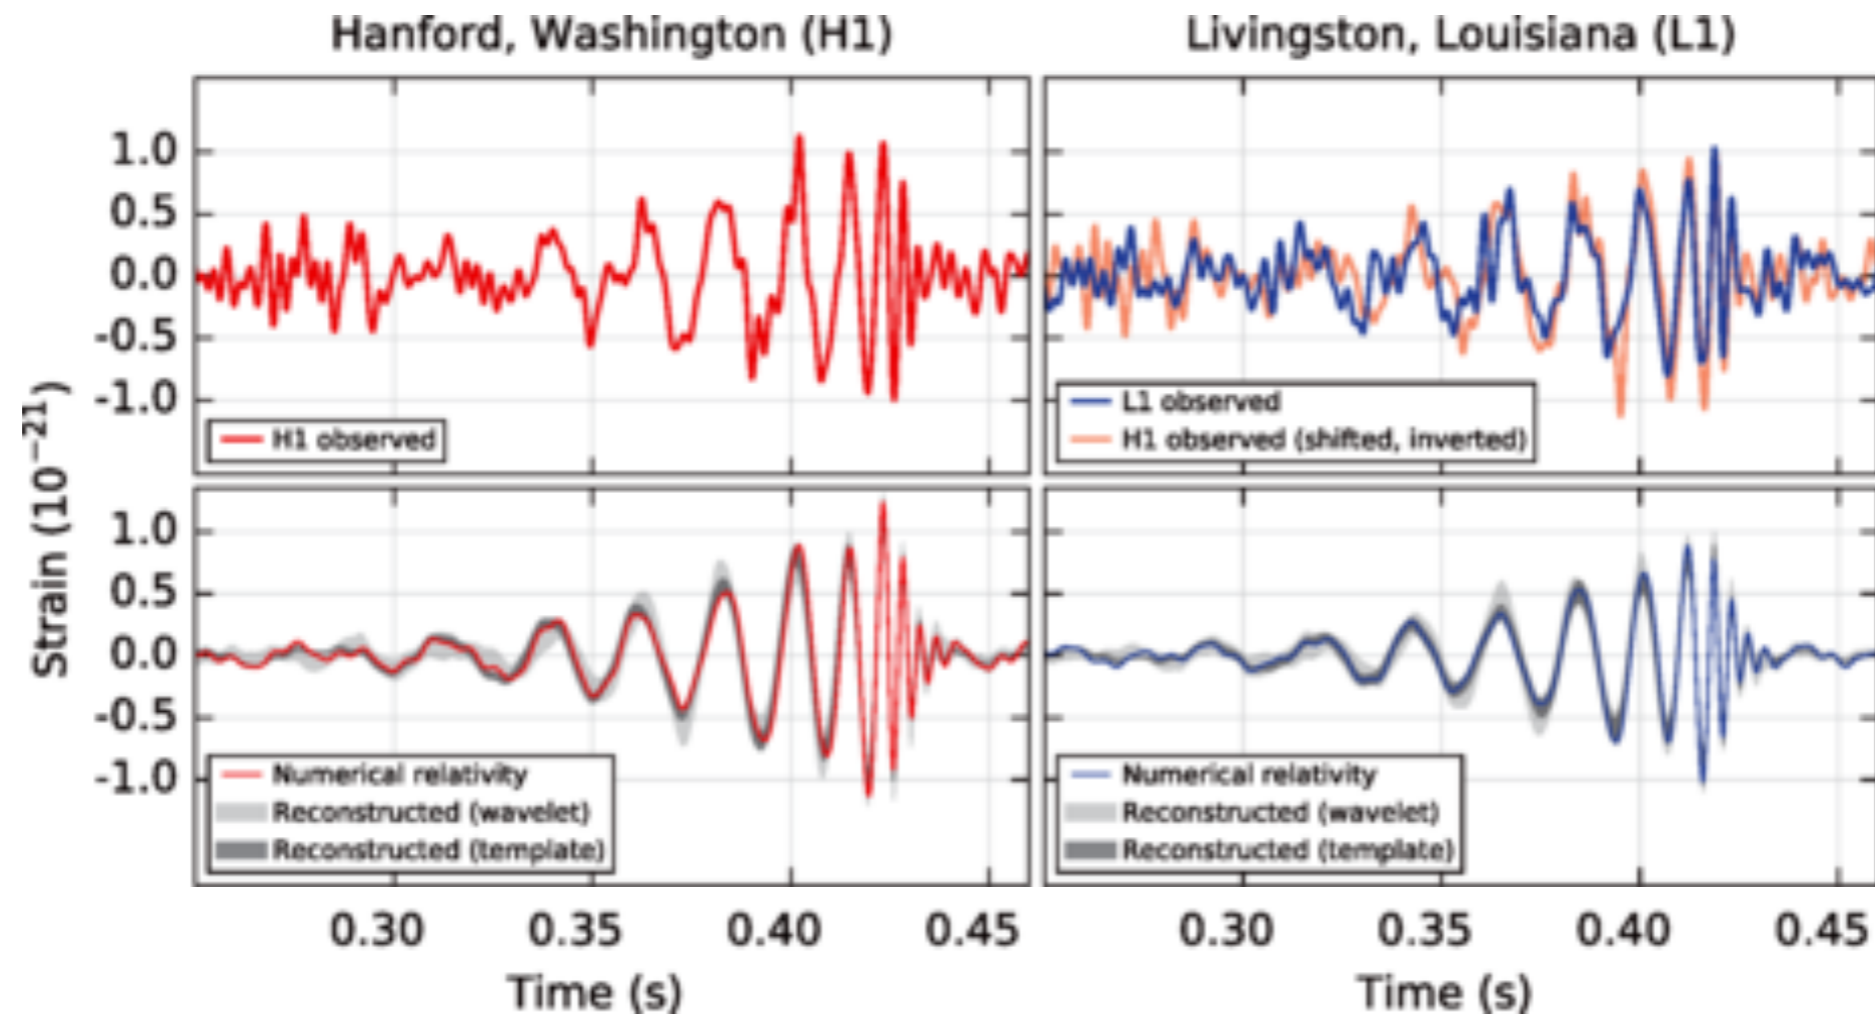 Hanford, Washington (H1)
Livingston, Louisiana (L1)
Strain (10⁻²¹)
1.0
0.5
0.0
-0.5
-1.0
H1 observed
L1 observed
H1 observed (shifted, inverted)
1.0
0.5
0.0
-0.5
-1.0
Numerical relativity
Reconstructed (wavelet)
Reconstructed (template)
Numerical relativity
Reconstructed (wavelet)
Reconstructed (template)
0.30 0.35 0.40 0.45
0.30 0.35 0.40 0.45
Time (s)
Time (s)